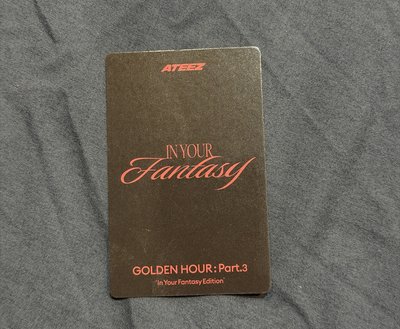 ATEEZ
IN YOUR
Fantasy
GOLDEN HOUR : Part.3
'In Your Fantasy Edition'